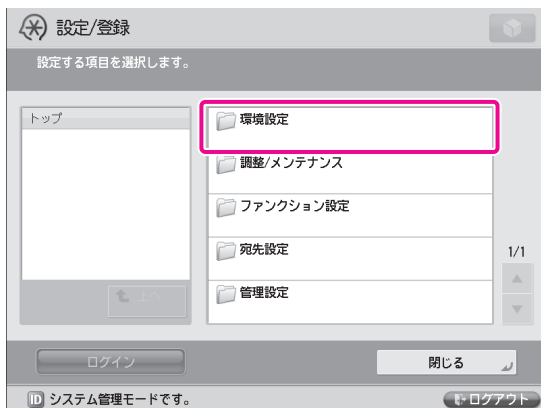 設定/登録
設定する項目を選択します。
トップ
環境設定
調整/メンテナンス
ファンクション設定
宛先設定
管理設定
1/1
上へ
ログイン
閉じる
ID システム管理モードです。
ログアウト